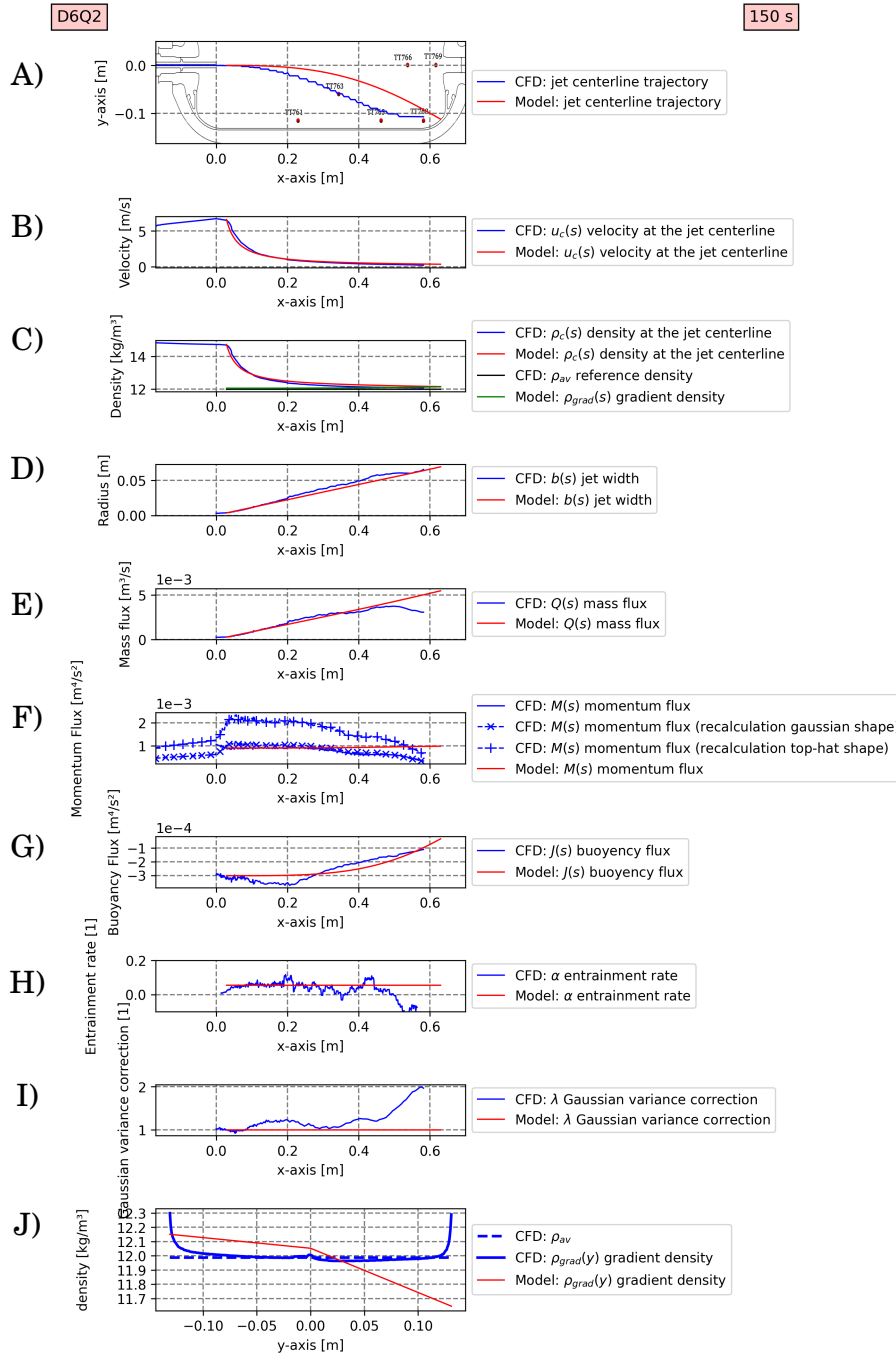 D6Q2
150 s
A)
y-axis [m]
0.0
−0.1
TT766
TT769
TT763
TT761
0.0
0.2
0.4
0.6
x-axis [m]
CFD: jet centerline trajectory
Model: jet centerline trajectory
B)
Velocity [m/s]
5
0
0.0
0.2
0.4
0.6
x-axis [m]
CFD: u_c(s) velocity at the jet centerline
Model: u_c(s) velocity at the jet centerline
C)
Density [kg/m³]
14
12
0.0
0.2
0.4
0.6
x-axis [m]
CFD: ρ_c(s) density at the jet centerline
Model: ρ_c(s) density at the jet centerline
CFD: ρ_av reference density
Model: ρ_grad(s) gradient density
D)
Radius [m]
0.05
0.00
0.0
0.2
0.4
0.6
x-axis [m]
CFD: b(s) jet width
Model: b(s) jet width
E)
Mass flux [m³/s]
1e−3
5
0
0.0
0.2
0.4
0.6
x-axis [m]
CFD: Q(s) mass flux
Model: Q(s) mass flux
F)
Momentum Flux [m⁴/s²]
1e−3
2
1
0.0
0.2
0.4
0.6
x-axis [m]
CFD: M(s) momentum flux
CFD: M(s) momentum flux (recalculation gaussian shape
CFD: M(s) momentum flux (recalculation top-hat shape)
Model: M(s) momentum flux
G)
Buoyancy Flux [m⁴/s²]
1e−4
−1
−2
−3
0.0
0.2
0.4
0.6
x-axis [m]
CFD: J(s) buoyency flux
Model: J(s) buoyency flux
H)
Entrainment rate [1]
0.2
0.0
0.0
0.2
0.4
0.6
x-axis [m]
CFD: α entrainment rate
Model: α entrainment rate
I)
Gaussian variance correction [1]
2
1
0.0
0.2
0.4
0.6
x-axis [m]
CFD: λ Gaussian variance correction
Model: λ Gaussian variance correction
J)
density [kg/m³]
12.3
12.2
12.1
12.0
11.9
11.8
11.7
−0.10
−0.05
0.00
0.05
0.10
y-axis [m]
CFD: ρ_av
CFD: ρ_grad(y) gradient density
Model: ρ_grad(y) gradient density